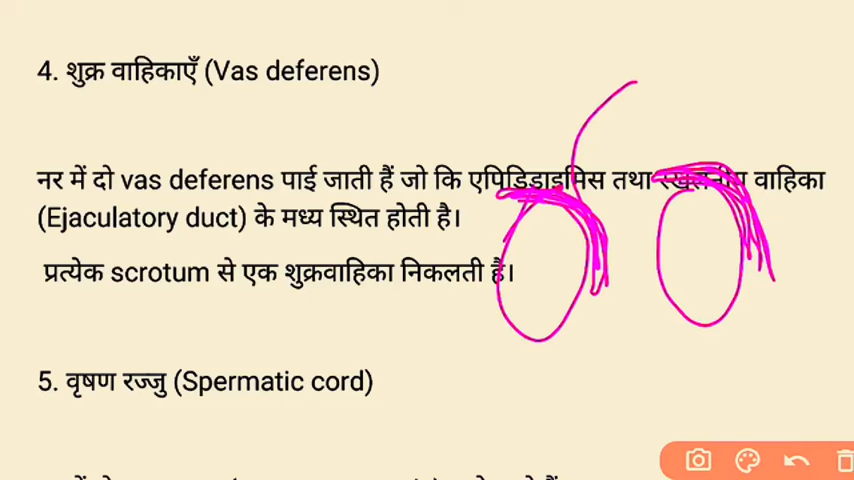 4. शुक्र वाहिकाएँ (Vas deferens)
नर में दो vas deferens पाई जाती हैं जो कि एपिडिडाइमिस तथा स्खलनीय वाहिका
(Ejaculatory duct) के मध्य स्थित होती है।
प्रत्येक scrotum से एक शुक्रवाहिका निकलती है।
5. वृषण रज्जु (Spermatic cord)